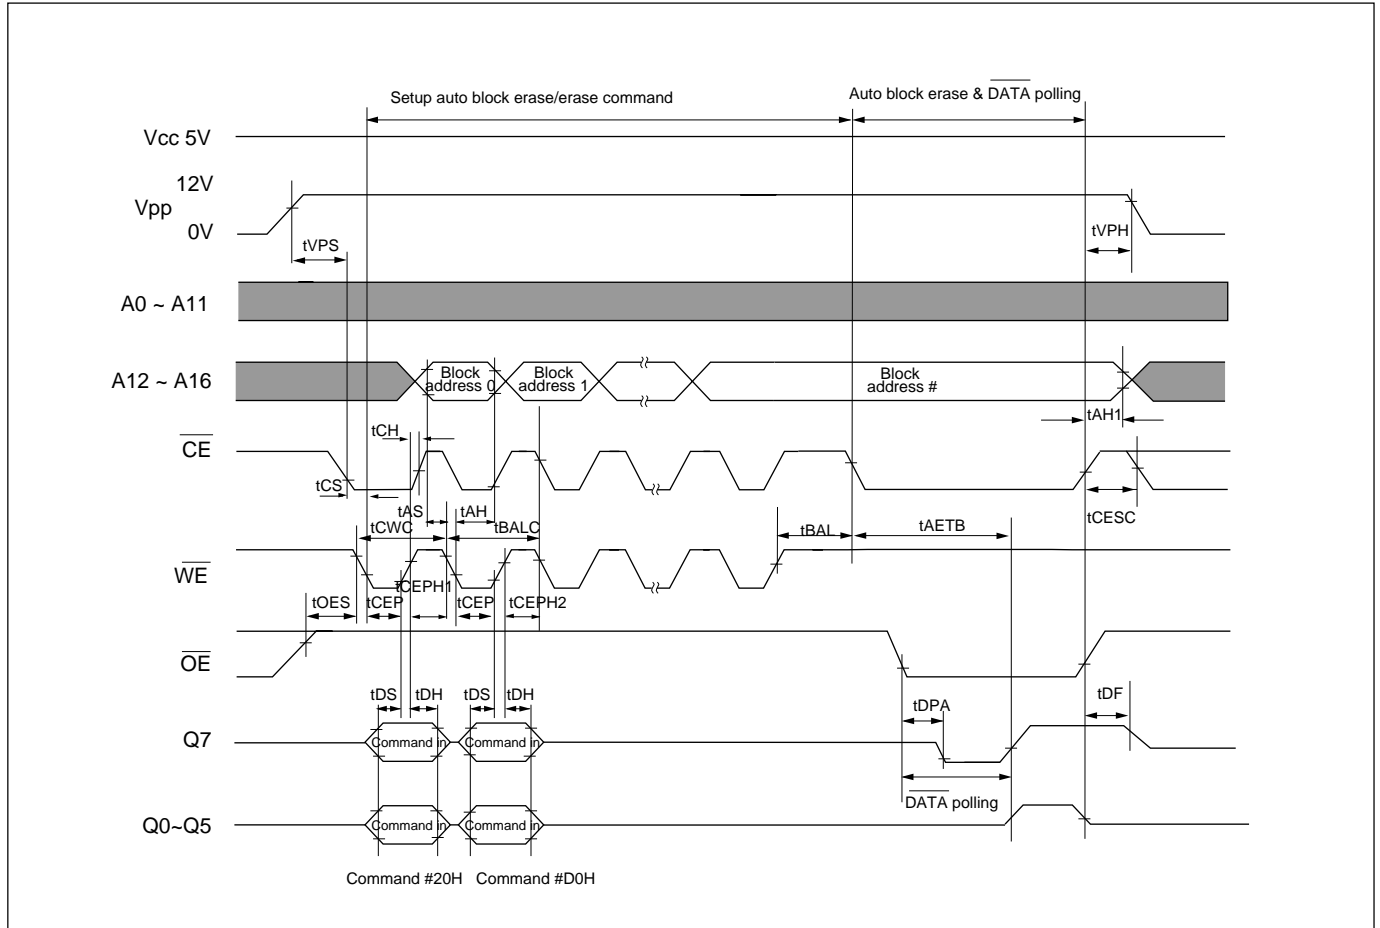 Setup auto block erase/erase command
Auto block erase & DATA polling
Vcc 5V
12V
Vpp
0V
tVPS
tVPH
A0 ~ A11
A12 ~ A16
Block
address 0
Block
address 1
Block
address #
tAH1
tCH
CE
tCS
tAS
tAH
tCESC
tCWC
tBALC
tBAL
tAETB
WE
tCEPH1
tOES
tCEP
tCEP
tCEPH2
OE
tDS
tDH
tDS
tDH
tDPA
tDF
Q7
Command in
Command in
DATA polling
Q0~Q5
Command in
Command in
Command #20H
Command #D0H